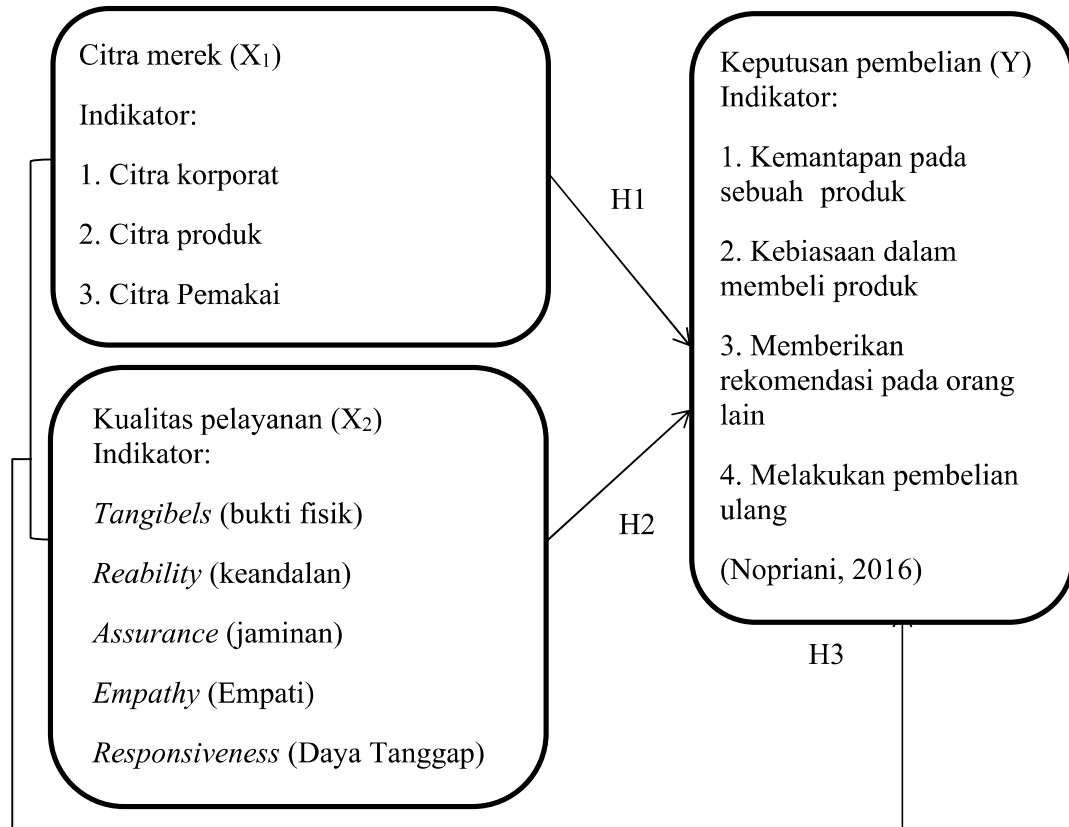 Citra merek (X₁)
Indikator:
1. Citra korporat
2. Citra produk
3. Citra Pemakai
Kualitas pelayanan (X₂)
Indikator:
Tangibels (bukti fisik)
Reability (keandalan)
Assurance (jaminan)
Empathy (Empati)
Responsiveness (Daya Tanggap)
H1
H2
Keputusan pembelian (Y)
Indikator:
1. Kemantapan pada
sebuah produk
2. Kebiasaan dalam
membeli produk
3. Memberikan
rekomendasi pada orang
lain
4. Melakukan pembelian
ulang
(Nopriani, 2016)
H3